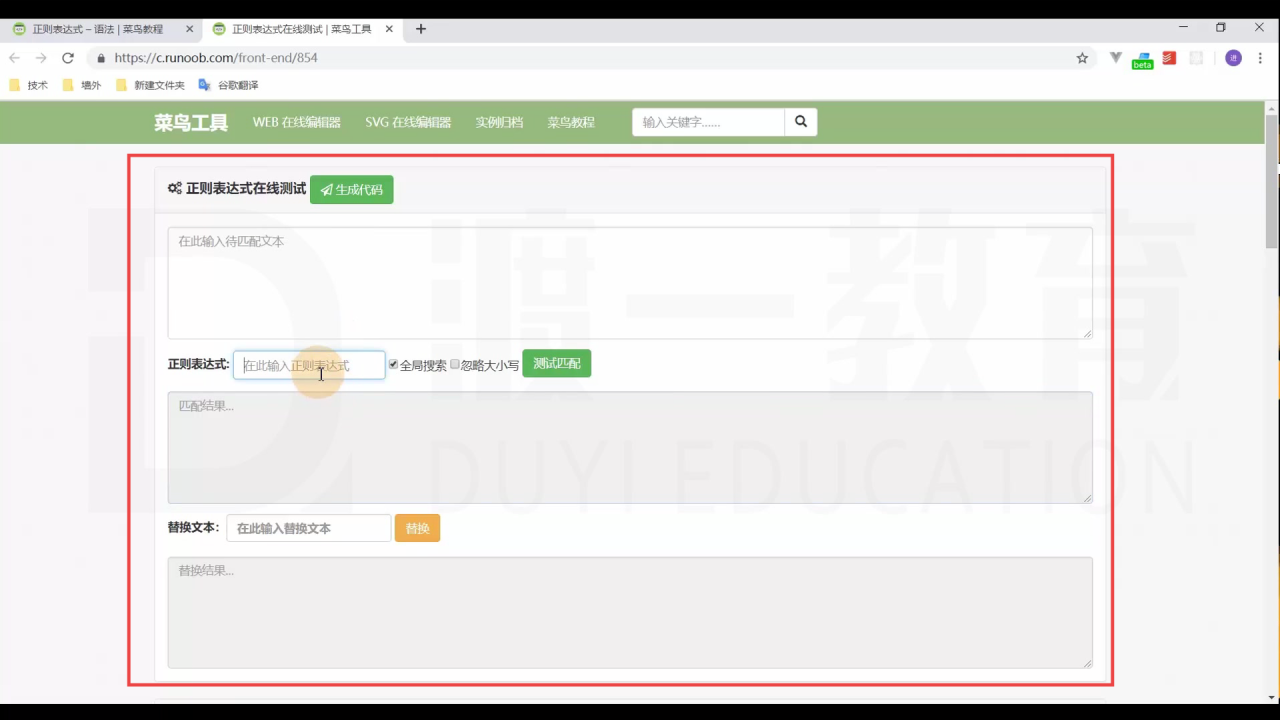 正则表达式 – 语法 | 菜鸟教程
正则表达式在线测试 | 菜鸟工具
https://c.runoob.com/front-end/854
beta
进
技术
墙外
新建文件夹
谷歌翻译
菜鸟工具
WEB 在线编辑器
SVG 在线编辑器
实例归档
菜鸟教程
输入关键字......
正则表达式在线测试
生成代码
在此输入待匹配文本
正则表达式:
在此输入正则表达式
全局搜索
忽略大小写
测试匹配
匹配结果...
替换文本:
在此输入替换文本
替换
替换结果...
渡一教育
DUYI EDUCATION